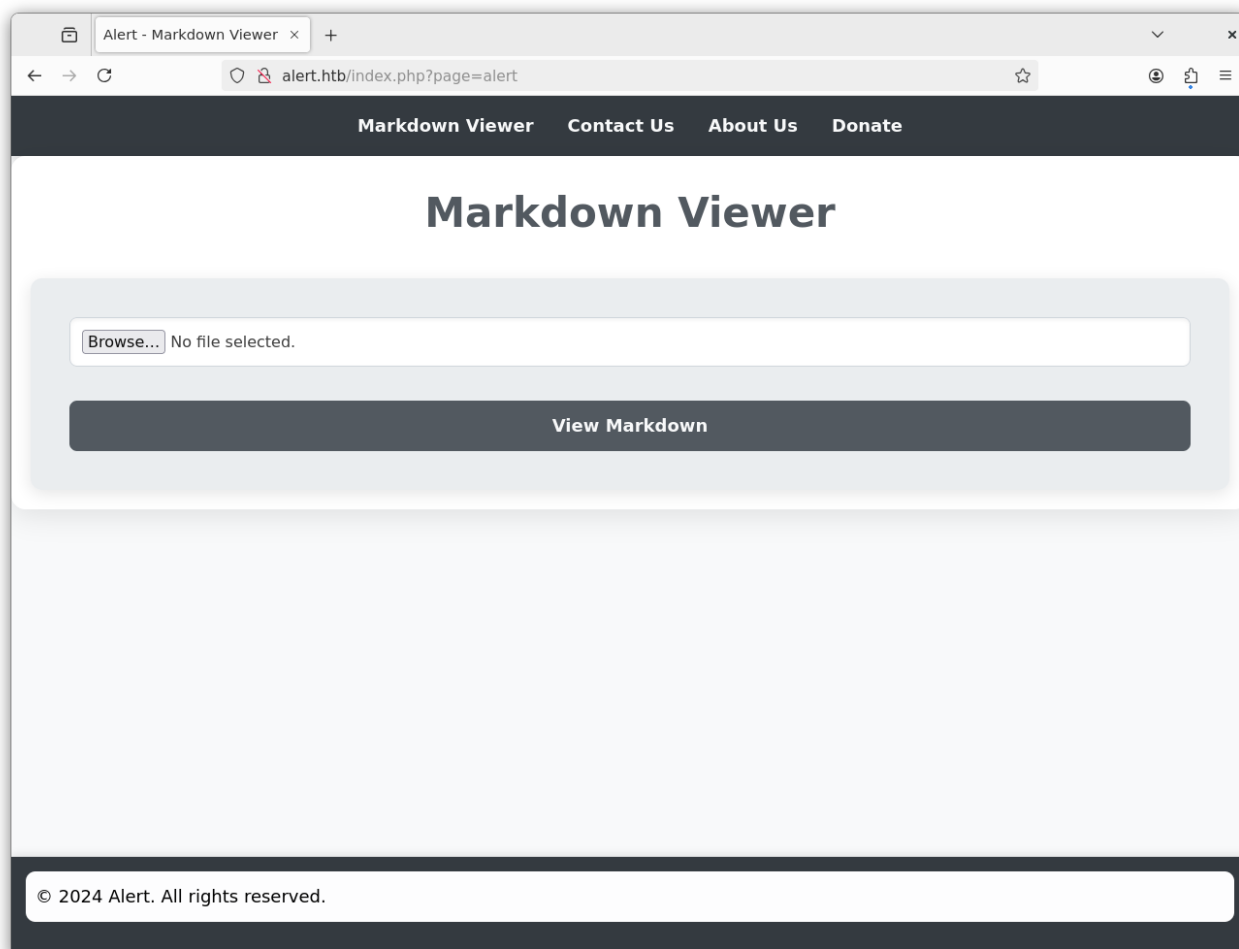 Alert - Markdown Viewer
alert.htb/index.php?page=alert
Markdown Viewer Contact Us About Us Donate
Markdown Viewer
Browse... No file selected.
View Markdown
© 2024 Alert. All rights reserved.